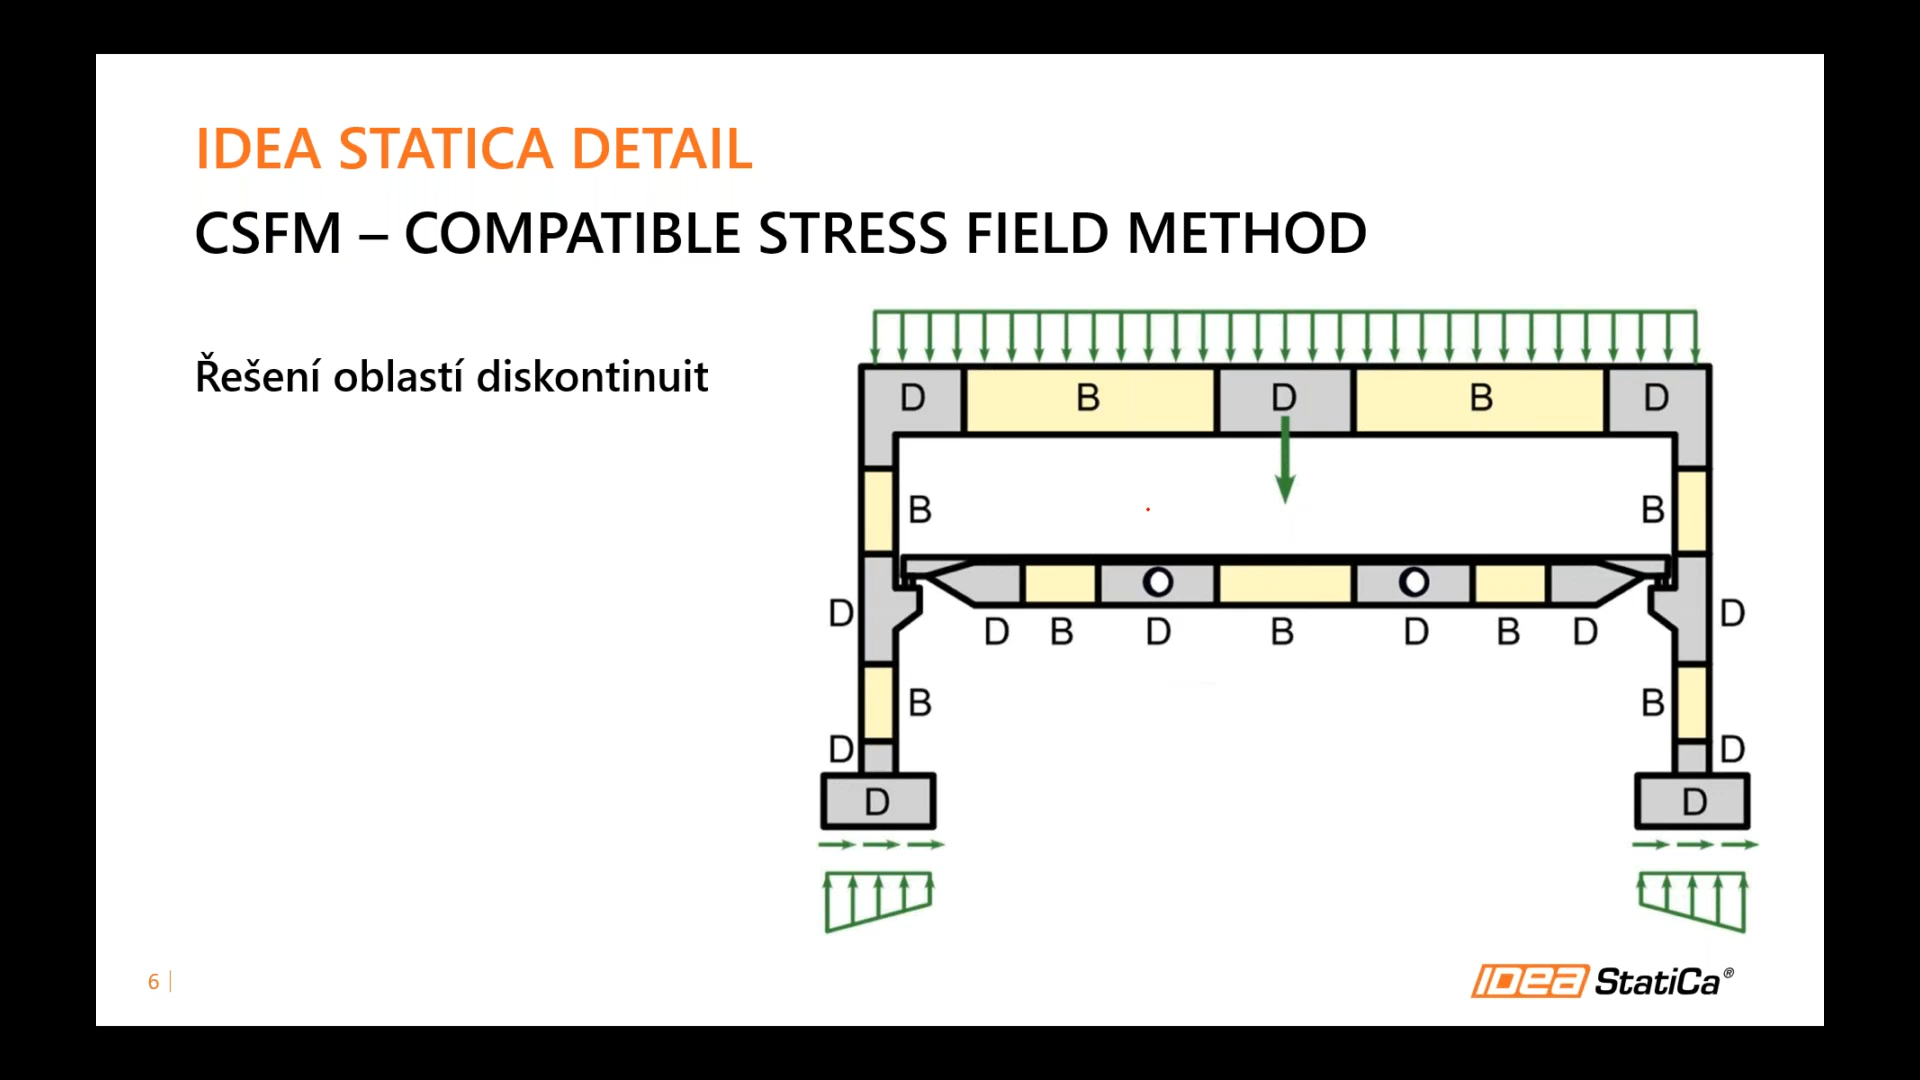 IDEA STATICA DETAIL
CSFM – COMPATIBLE STRESS FIELD METHOD
Řešení oblastí diskontinuit
D B D B D
B B
D D
D B D B D B D
B B
D D
D D
6
IDEA StatiCa®